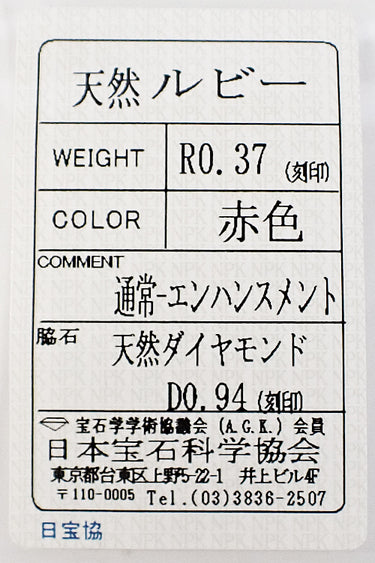 天然 ルビー
WEIGHT R0.37 (刻印)
COLOR 赤色
COMMENT
通常-エンハンスメント
脇石 天然ダイヤモンド
D0.94 (刻印)
宝石学学術協議会 (A.G.K.) 会員
日本宝石科学協会
東京都台東区上野5-22-1 井上ビル4F
〒110-0005 Tel.(03)3836-2507
日宝協